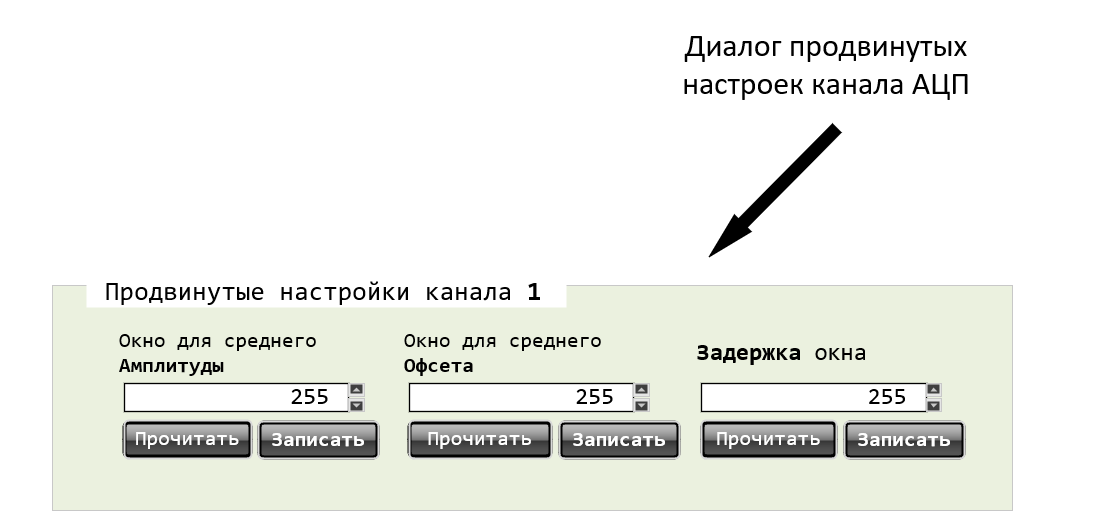 Диалог продвинутых
настроек канала АЦП
Продвинутые настройки канала 1
Окно для среднего
Амплитуды
255
Прочитать Записать
Окно для среднего
Офсета
255
Прочитать Записать
Задержка окна
255
Прочитать Записать